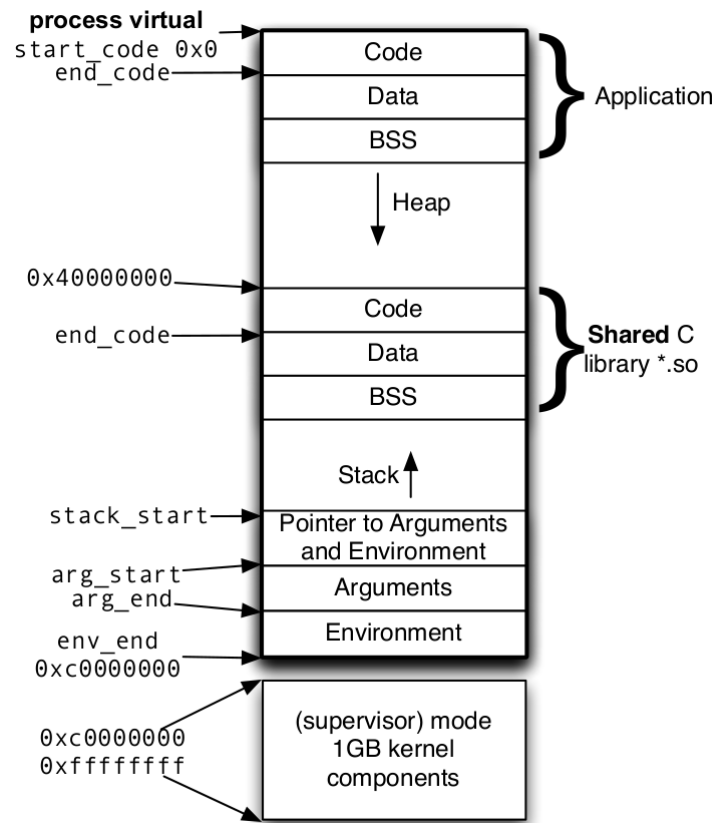 process virtual
start_code 0x0
end_code
Code
Data
BSS
Application
Heap
0x40000000
end_code
Code
Data
BSS
Shared C
library *.so
Stack
stack_start
Pointer to Arguments
and Environment
arg_start
arg_end
Arguments
env_end
0xc0000000
Environment
0xc0000000
0xffffffff
(supervisor) mode
1GB kernel
components